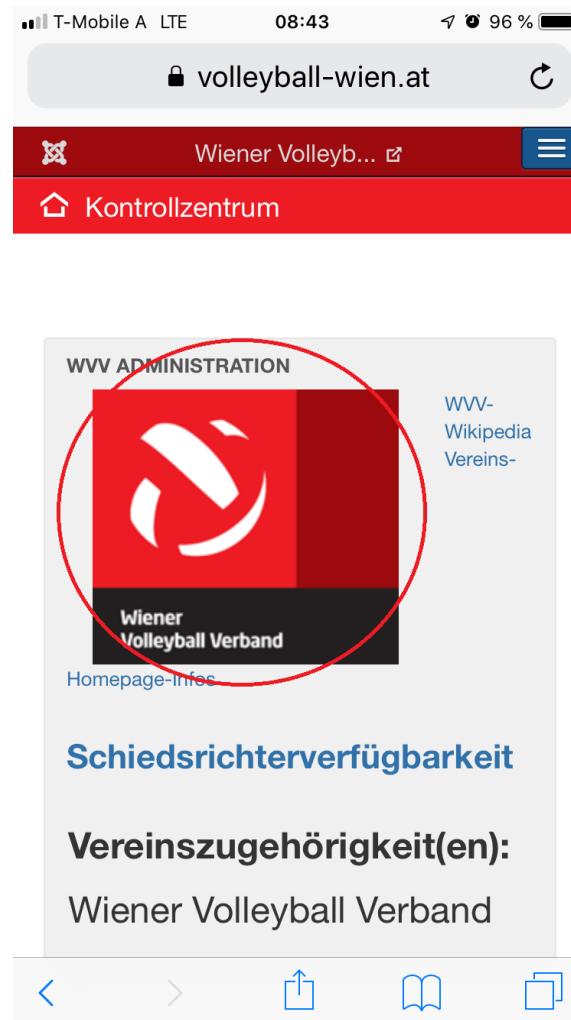 T-Mobile A LTE 08:43 96 %
volleyball-wien.at
Wiener Volleyb...
Kontrollzentrum
WVV ADMINISTRATION
WVV-
Wikipedia
Vereins-
Wiener
Volleyball Verband
Homepage-Infos
Schiedsrichterverfügbarkeit
Vereinszugehörigkeit(en):
Wiener Volleyball Verband